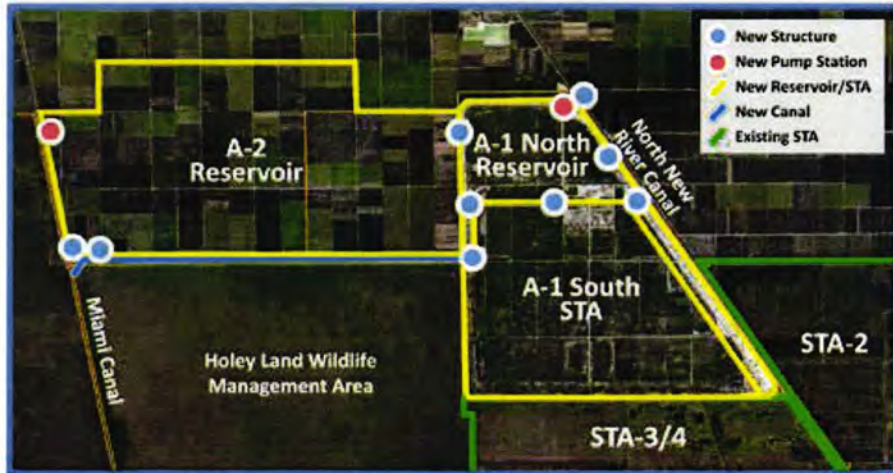 New Structure
New Pump Station
New Reservoir/STA
New Canal
Existing STA
A-2
Reservoir
A-1 North
Reservoir
North New
River Canal
A-1 South
STA
STA-2
Miami Canal
Holey Land Wildlife
Management Area
STA-3/4